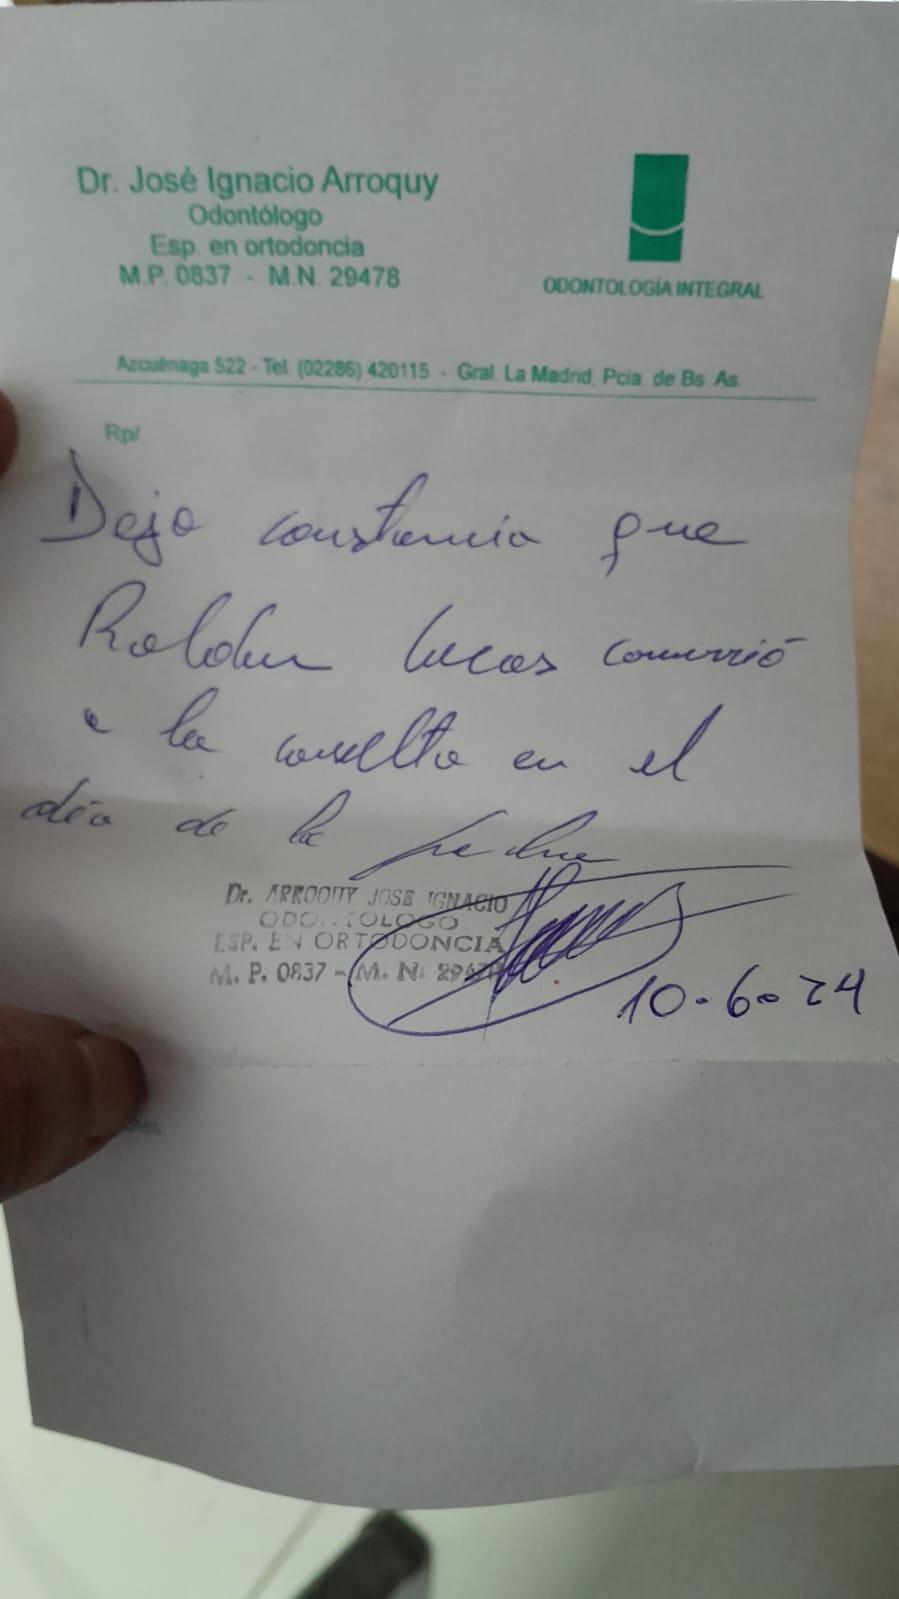 Dr. José Ignacio Arroquy
Odontólogo
Esp. en ortodoncia
M.P. 0837 - M.N. 29478
ODONTOLOGÍA INTEGRAL
Azcuénaga 522 - Tel. (02286) 420115 - Gral. La Madrid, Pcia. de Bs. As.
Rp/.
Dejo constancia que
Roldan Lucas concurrió
a la consulta en el
día de la fecha
Dr. ARROQUY JOSE IGNACIO
ODONTOLOGO
ESP. EN ORTODONCIA
M. P. 0837 - M. N. 29478
10-6-24